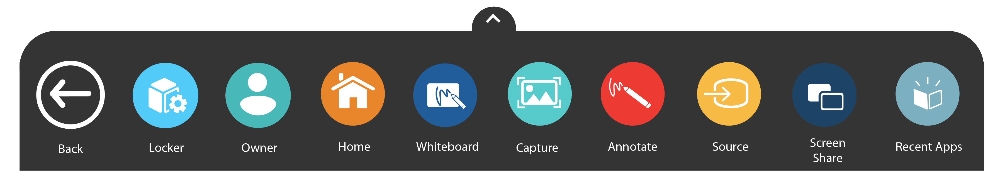 Back
Locker
Owner
Home
Whiteboard
Capture
Annotate
Source
Screen
Share
Recent Apps